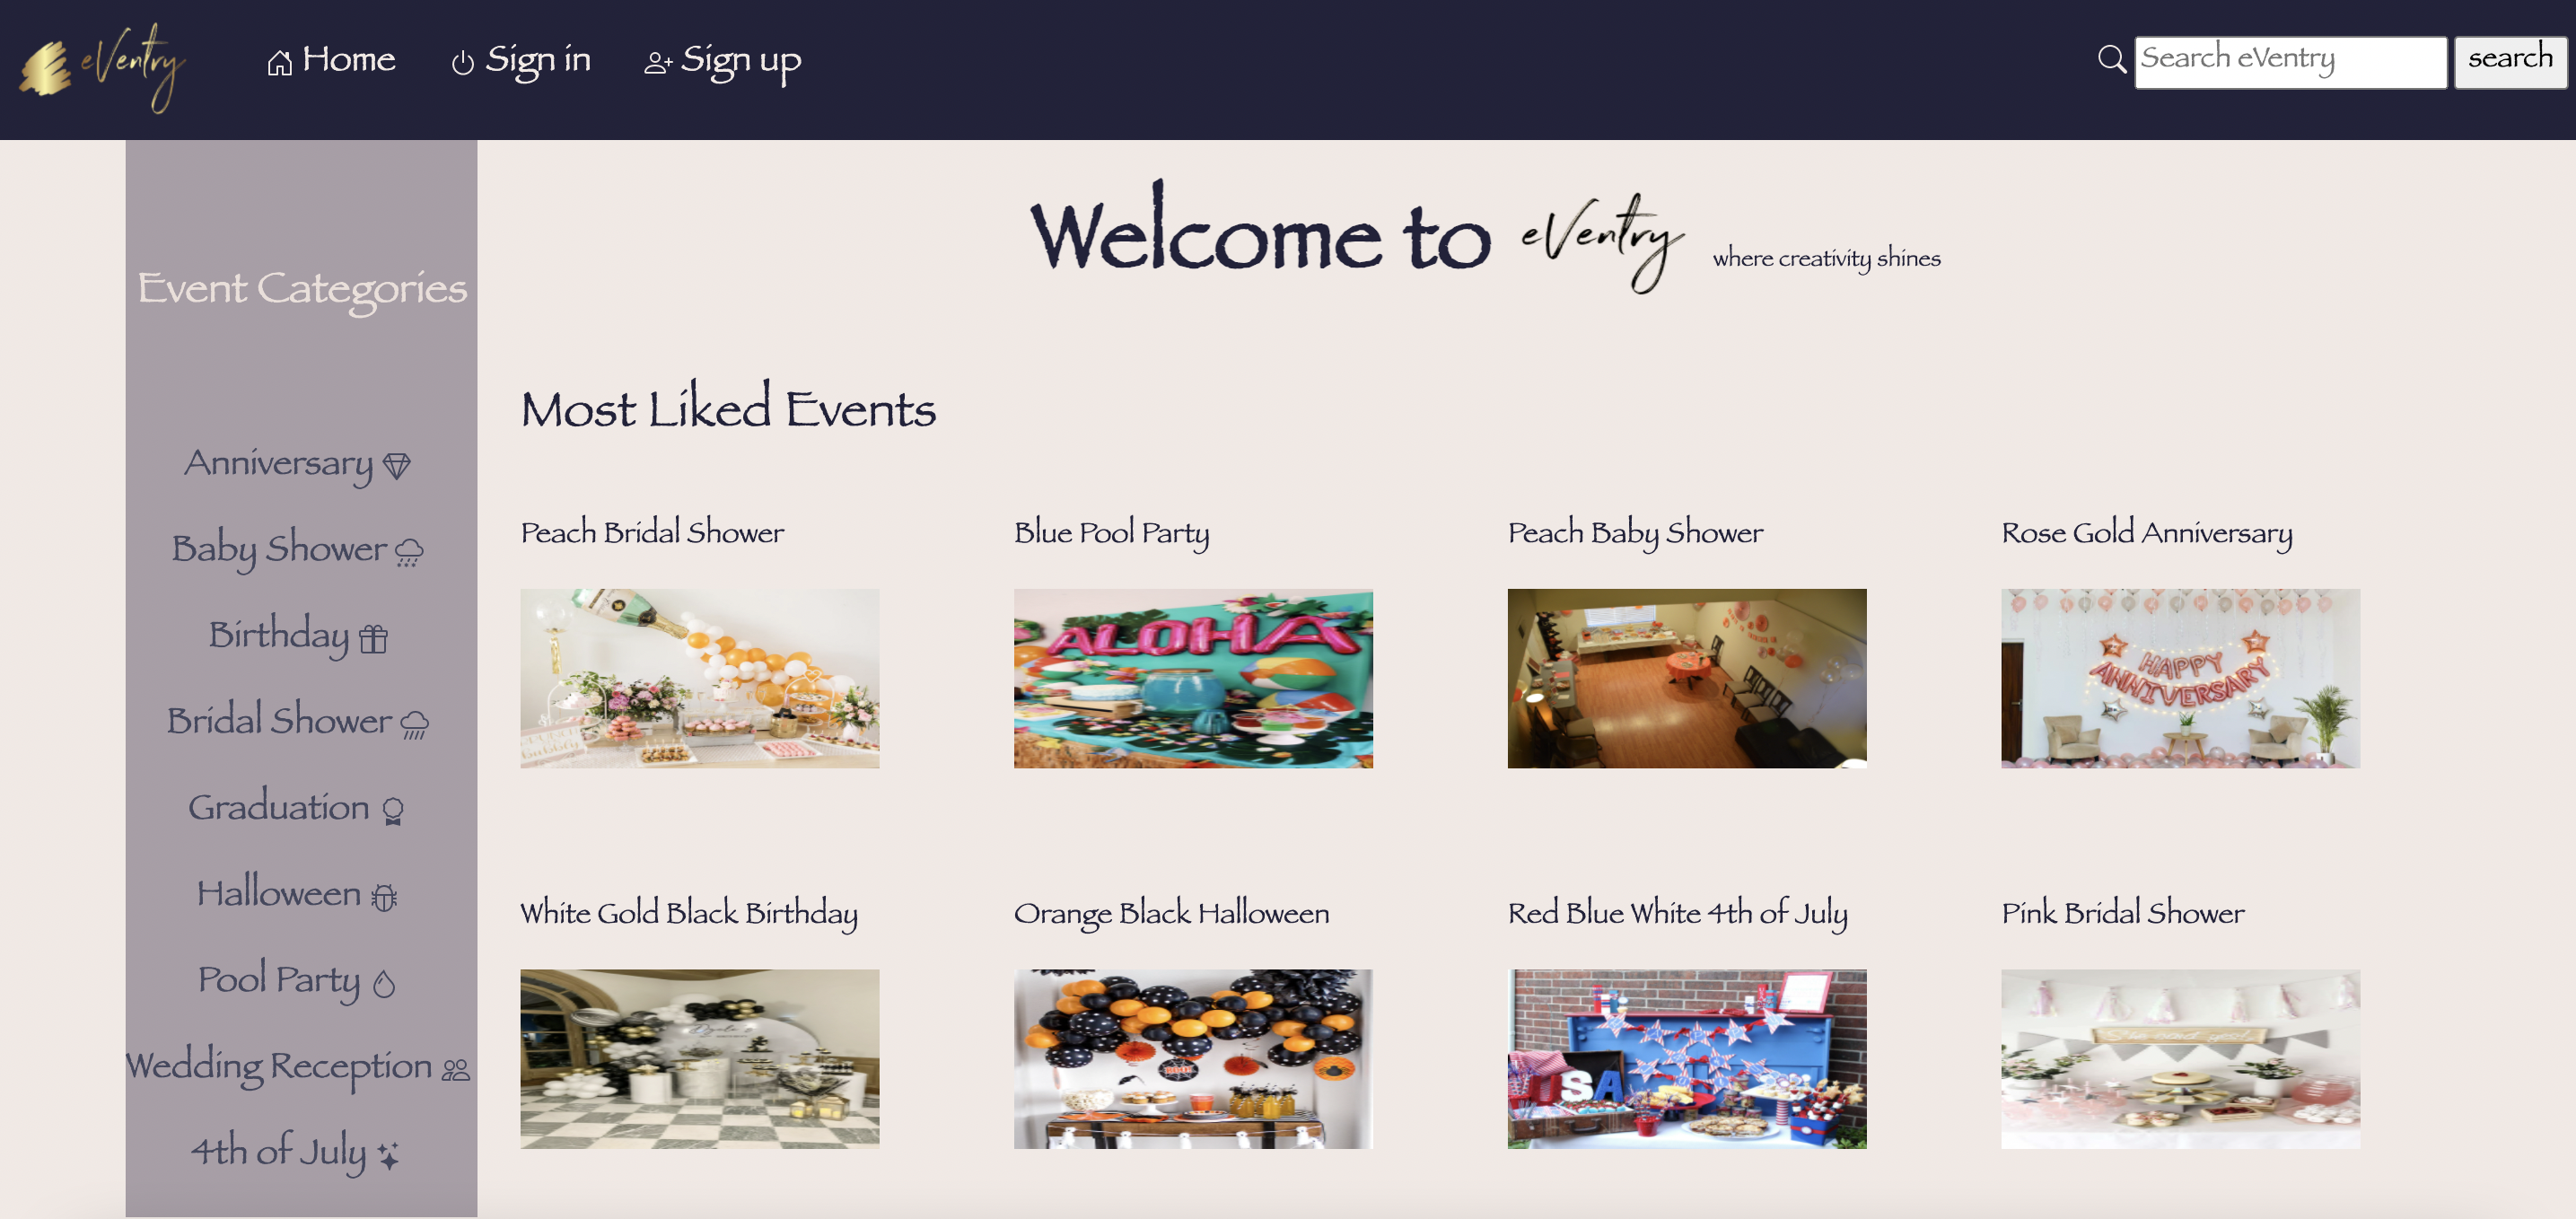 eVentry
Home
Sign in
Sign up
Search eVentry
search
Event Categories
Anniversary
Baby Shower
Birthday
Bridal Shower
Graduation
Halloween
Pool Party
Wedding Reception
4th of July
Welcome to eVentry where creativity shines
Most Liked Events
Peach Bridal Shower
Blue Pool Party
Peach Baby Shower
Rose Gold Anniversary
ALOHA
HAPPY
ANNIVERSARY
White Gold Black Birthday
Orange Black Halloween
Red Blue White 4th of July
Pink Bridal Shower
USA